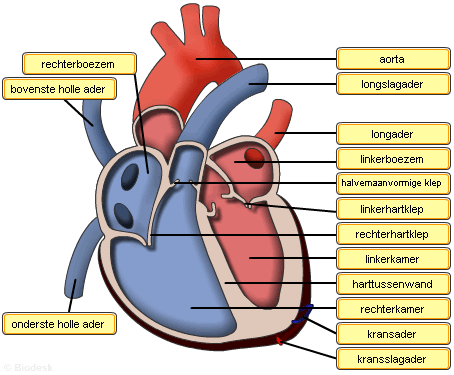 rechterboezem
bovenste holle ader
onderste holle ader
aorta
longslagader
longader
linkerboezem
halvemaanvormige klep
linkerhartklep
rechterhartklep
linkerkamer
harttussenwand
rechterkamer
kransader
kransslagader
© Biodesk